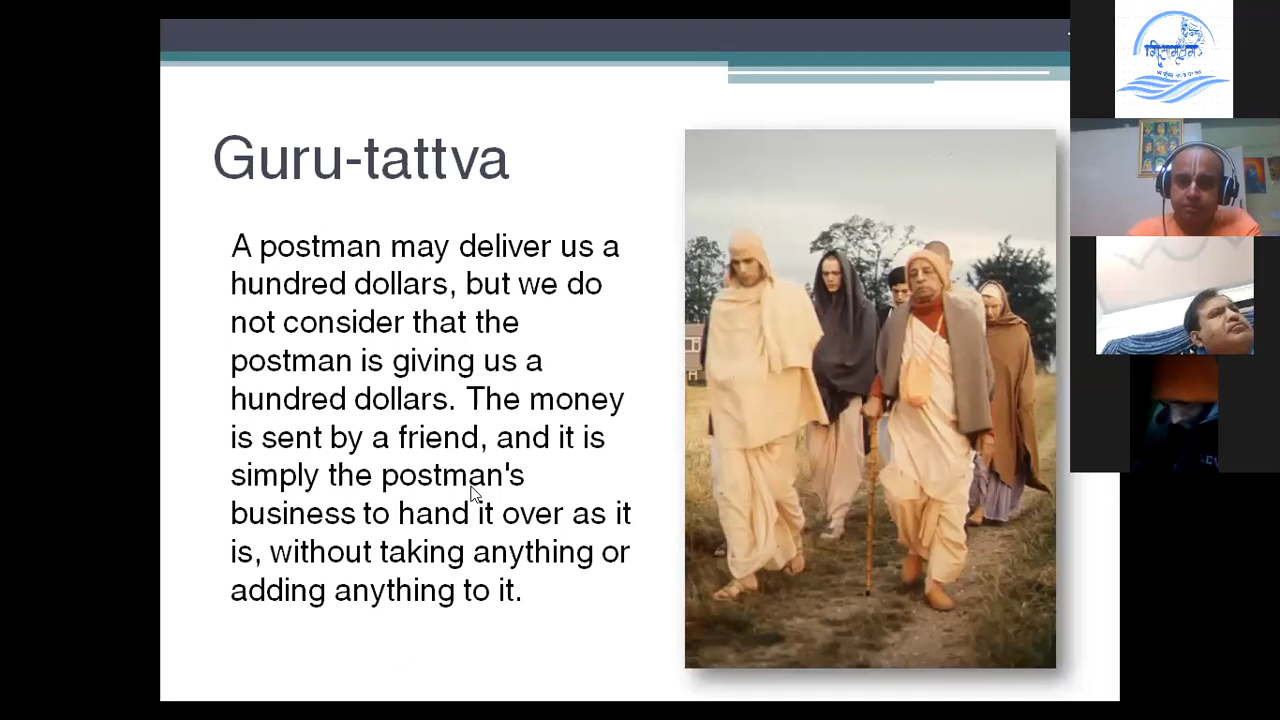 Guru-tattva
A postman may deliver us a
hundred dollars, but we do
not consider that the
postman is giving us a
hundred dollars. The money
is sent by a friend, and it is
simply the postman's
business to hand it over as it
is, without taking anything or
adding anything to it.